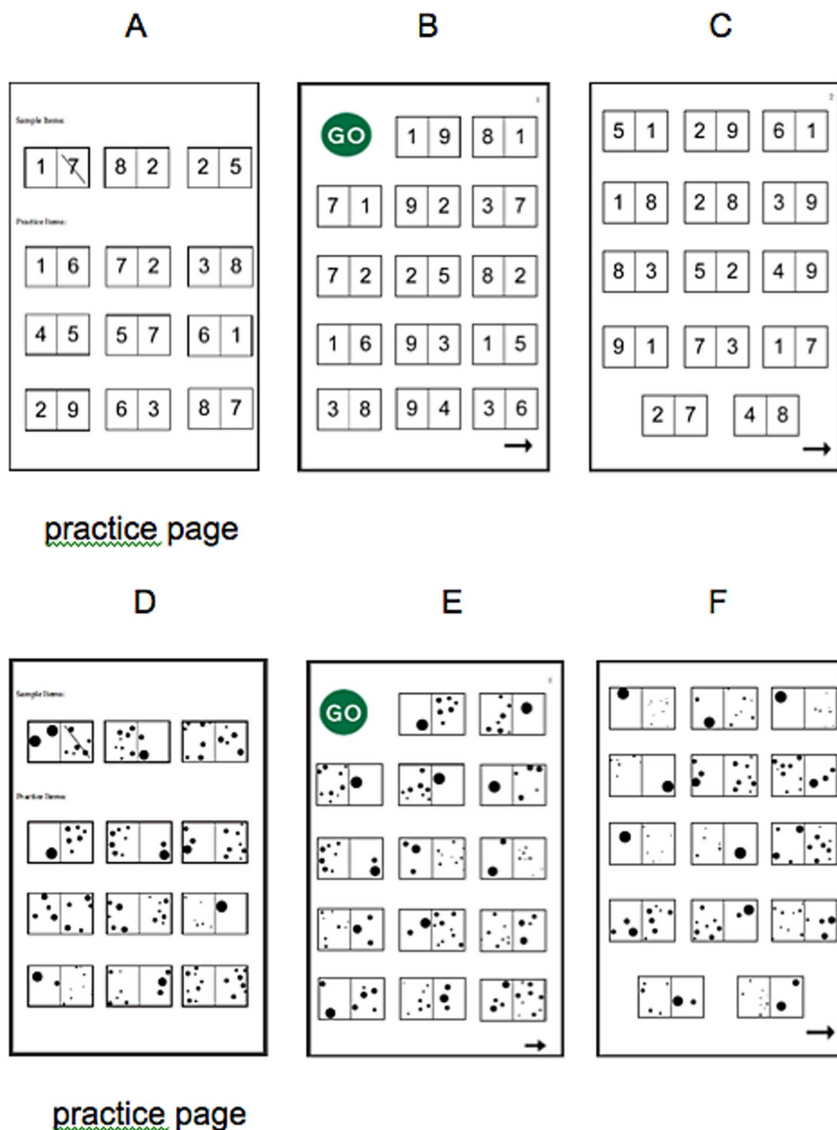 A B C
Sample Items:
1 7 8 2 2 5
Practice Items:
1 6 7 2 3 8
4 5 5 7 6 1
2 9 6 3 8 7
1
GO 1 9 8 1
7 1 9 2 3 7
7 2 2 5 8 2
1 6 9 3 1 5
3 8 9 4 3 6
2
5 1 2 9 6 1
1 8 2 8 3 9
8 3 5 2 4 9
9 1 7 3 1 7
2 7 4 8
practice page
D E F
Sample Items:
Practice Items:
GO
practice page